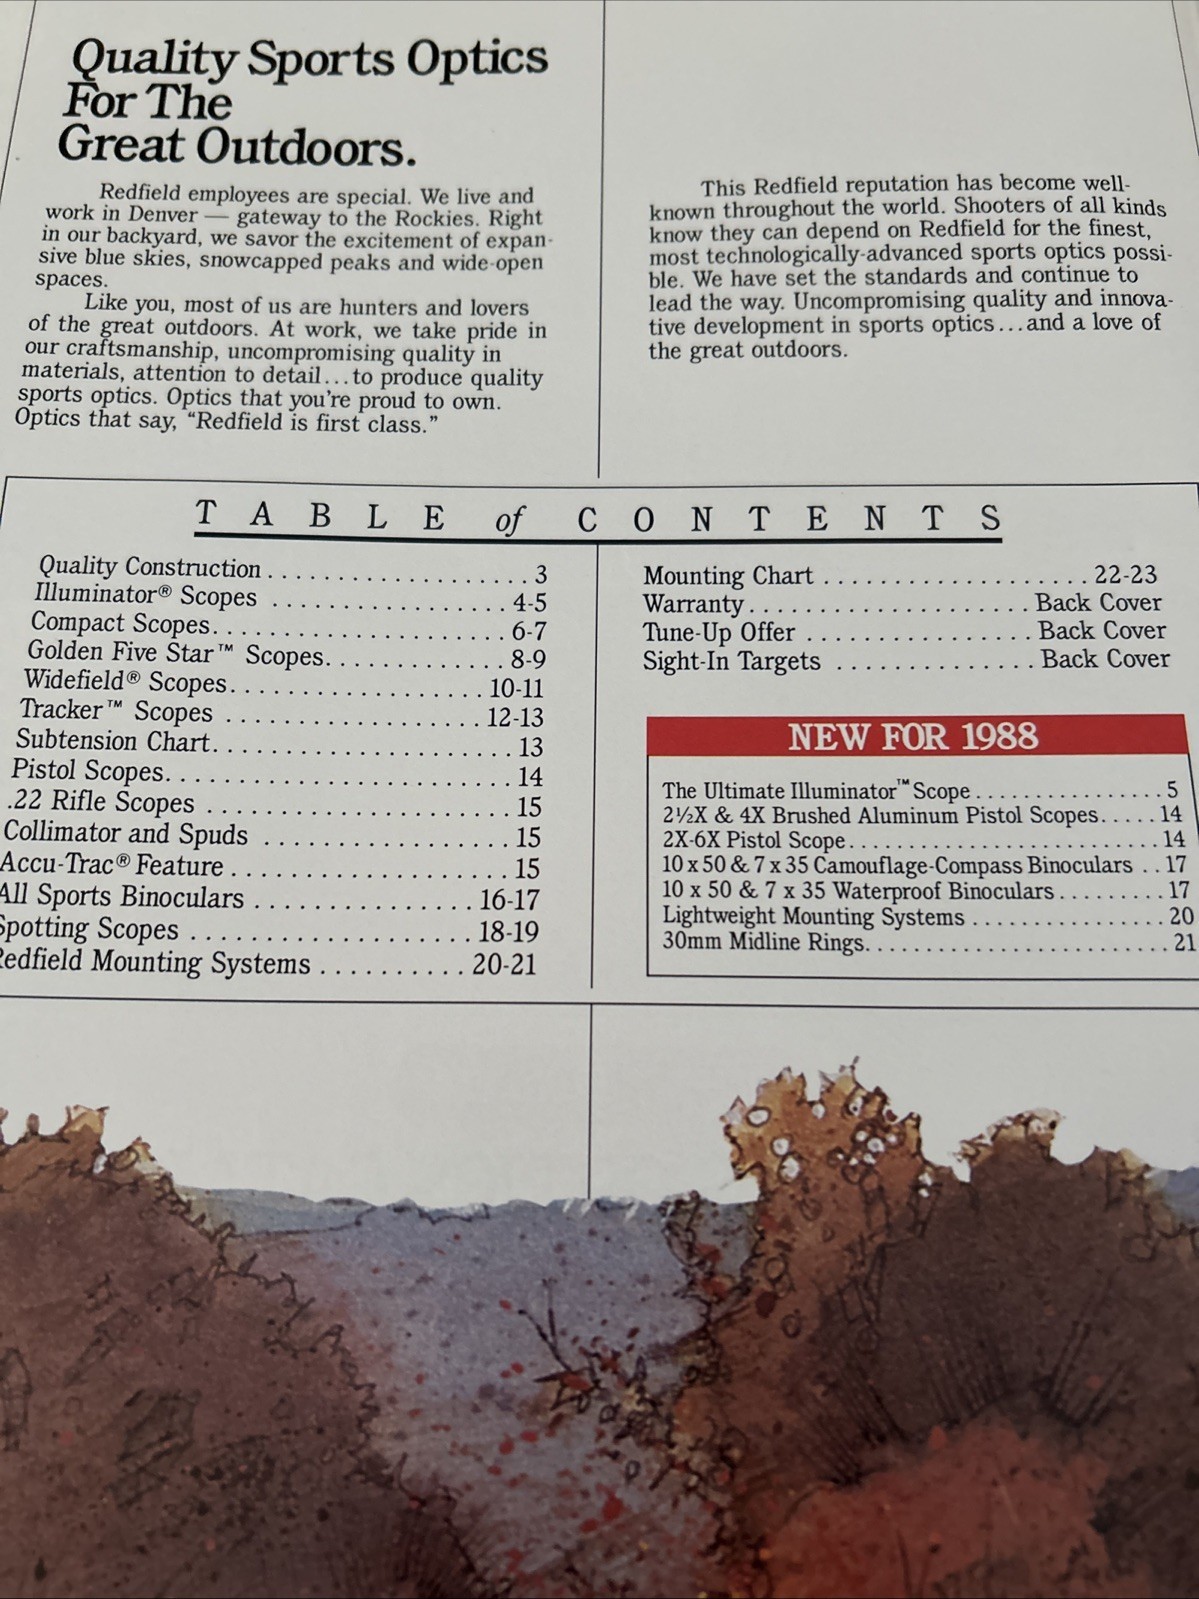 Quality Sports Optics
For The
Great Outdoors.
Redfield employees are special. We live and
work in Denver — gateway to the Rockies. Right
in our backyard, we savor the excitement of expan-
sive blue skies, snowcapped peaks and wide-open
spaces.
Like you, most of us are hunters and lovers
of the great outdoors. At work, we take pride in
our craftsmanship, uncompromising quality in
materials, attention to detail...to produce quality
sports optics. Optics that you're proud to own.
Optics that say, “Redfield is first class.”
This Redfield reputation has become well-
known throughout the world. Shooters of all kinds
know they can depend on Redfield for the finest,
most technologically-advanced sports optics possi-
ble. We have set the standards and continue to
lead the way. Uncompromising quality and innova-
tive development in sports optics...and a love of
the great outdoors.
TABLE of CONTENTS
Quality Construction . . . . . . . . . . . . . . . . . . . 3
Illuminator® Scopes . . . . . . . . . . . . . . . . . 4-5
Compact Scopes. . . . . . . . . . . . . . . . . . . . . 6-7
Golden Five Star™ Scopes. . . . . . . . . . . . . 8-9
Widefield® Scopes. . . . . . . . . . . . . . . . . . 10-11
Tracker™ Scopes . . . . . . . . . . . . . . . . . . 12-13
Subtension Chart. . . . . . . . . . . . . . . . . . . . . 13
Pistol Scopes. . . . . . . . . . . . . . . . . . . . . . . . 14
.22 Rifle Scopes . . . . . . . . . . . . . . . . . . . . . 15
Collimator and Spuds . . . . . . . . . . . . . . . . . 15
Accu-Trac® Feature . . . . . . . . . . . . . . . . . . . 15
All Sports Binoculars . . . . . . . . . . . . . . . 16-17
Spotting Scopes . . . . . . . . . . . . . . . . . . . 18-19
Redfield Mounting Systems . . . . . . . . . . 20-21
Mounting Chart . . . . . . . . . . . . . . . . . . . . 22-23
Warranty . . . . . . . . . . . . . . . . . . . . . Back Cover
Tune-Up Offer . . . . . . . . . . . . . . . . . Back Cover
Sight-In Targets . . . . . . . . . . . . . . . Back Cover
NEW FOR 1988
The Ultimate Illuminator™ Scope . . . . . . . . . . . . . . . . 5
2½X & 4X Brushed Aluminum Pistol Scopes. . . . . 14
2X-6X Pistol Scope. . . . . . . . . . . . . . . . . . . . . . . . . 14
10 x 50 & 7 x 35 Camouflage-Compass Binoculars . . 17
10 x 50 & 7 x 35 Waterproof Binoculars . . . . . . . . . 17
Lightweight Mounting Systems . . . . . . . . . . . . . . . . 20
30mm Midline Rings. . . . . . . . . . . . . . . . . . . . . . . . . 21